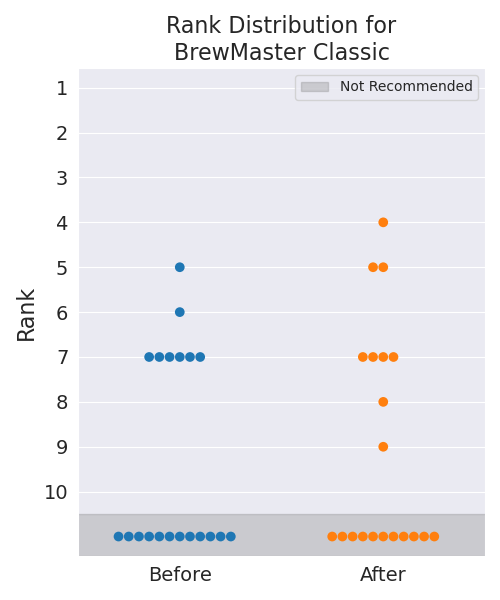 Rank Distribution for
BrewMaster Classic
Not Recommended
1
2
3
4
5
6
7
8
9
10
Rank
Before
After